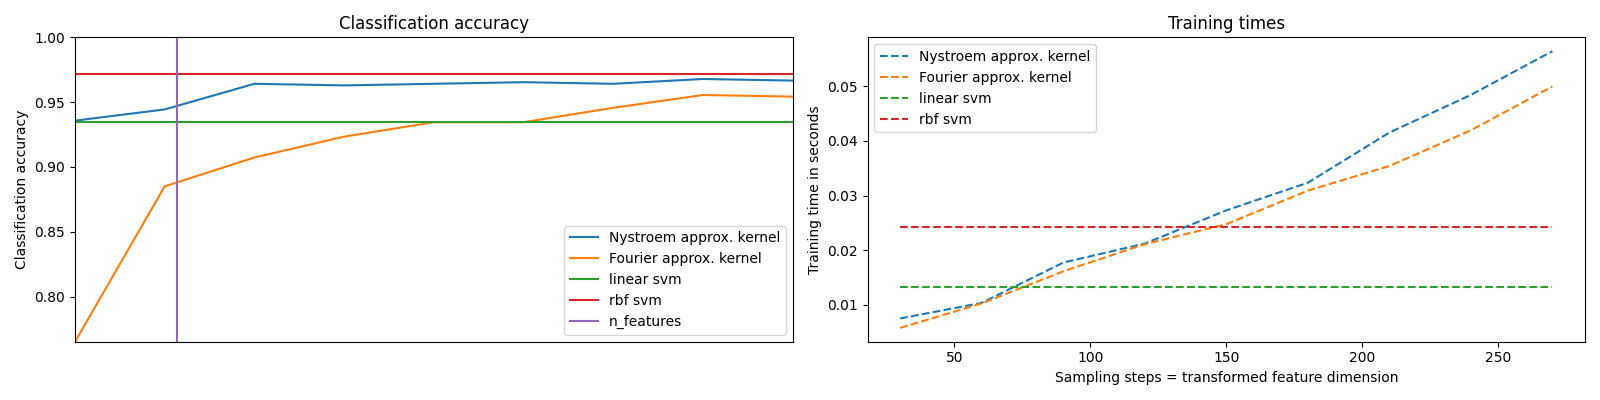 Classification accuracy
Classification accuracy
1.00
0.95
0.90
0.85
0.80
Nystroem approx. kernel
Fourier approx. kernel
linear svm
rbf svm
n_features
Training times
Training time in seconds
0.05
0.04
0.03
0.02
0.01
Nystroem approx. kernel
Fourier approx. kernel
linear svm
rbf svm
50 100 150 200 250
Sampling steps = transformed feature dimension